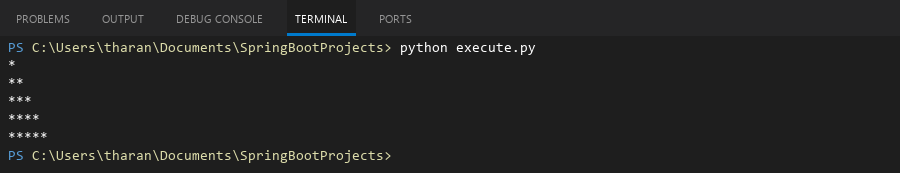 PROBLEMS OUTPUT DEBUG CONSOLE TERMINAL PORTS
PS C:\Users\tharan\Documents\SpringBootProjects> python execute.py
*
**
***
****
*****
PS C:\Users\tharan\Documents\SpringBootProjects>